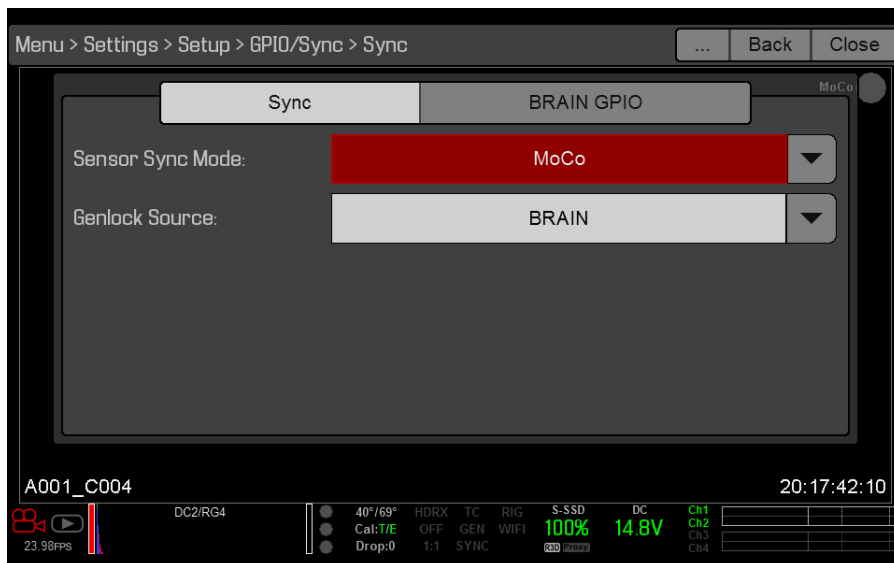 Menu > Settings > Setup > GPIO/Sync > Sync ... Back Close
MoCo
Sync BRAIN GPIO
Sensor Sync Mode: MoCo
Genlock Source: BRAIN
A001_C004 20:17:42:10
DC2/RG4 40°/69° HDRX TC RIG S-SSD DC Ch1
Cal:T/E OFF GEN WIFI 100% 14.8V Ch2
23.98FPS Drop:0 1:1 SYNC R3D Proxy Ch3
Ch4